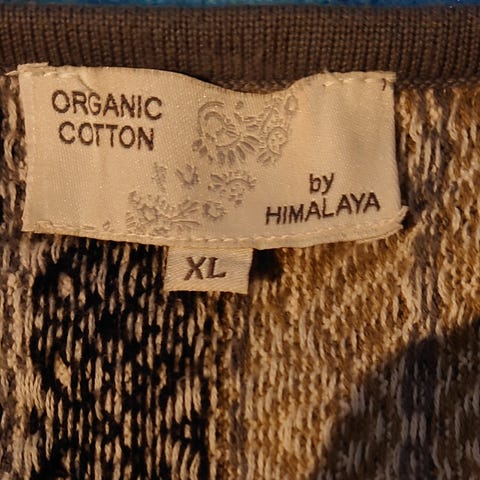 ORGANIC
COTTON
by
HIMALAYA
XL